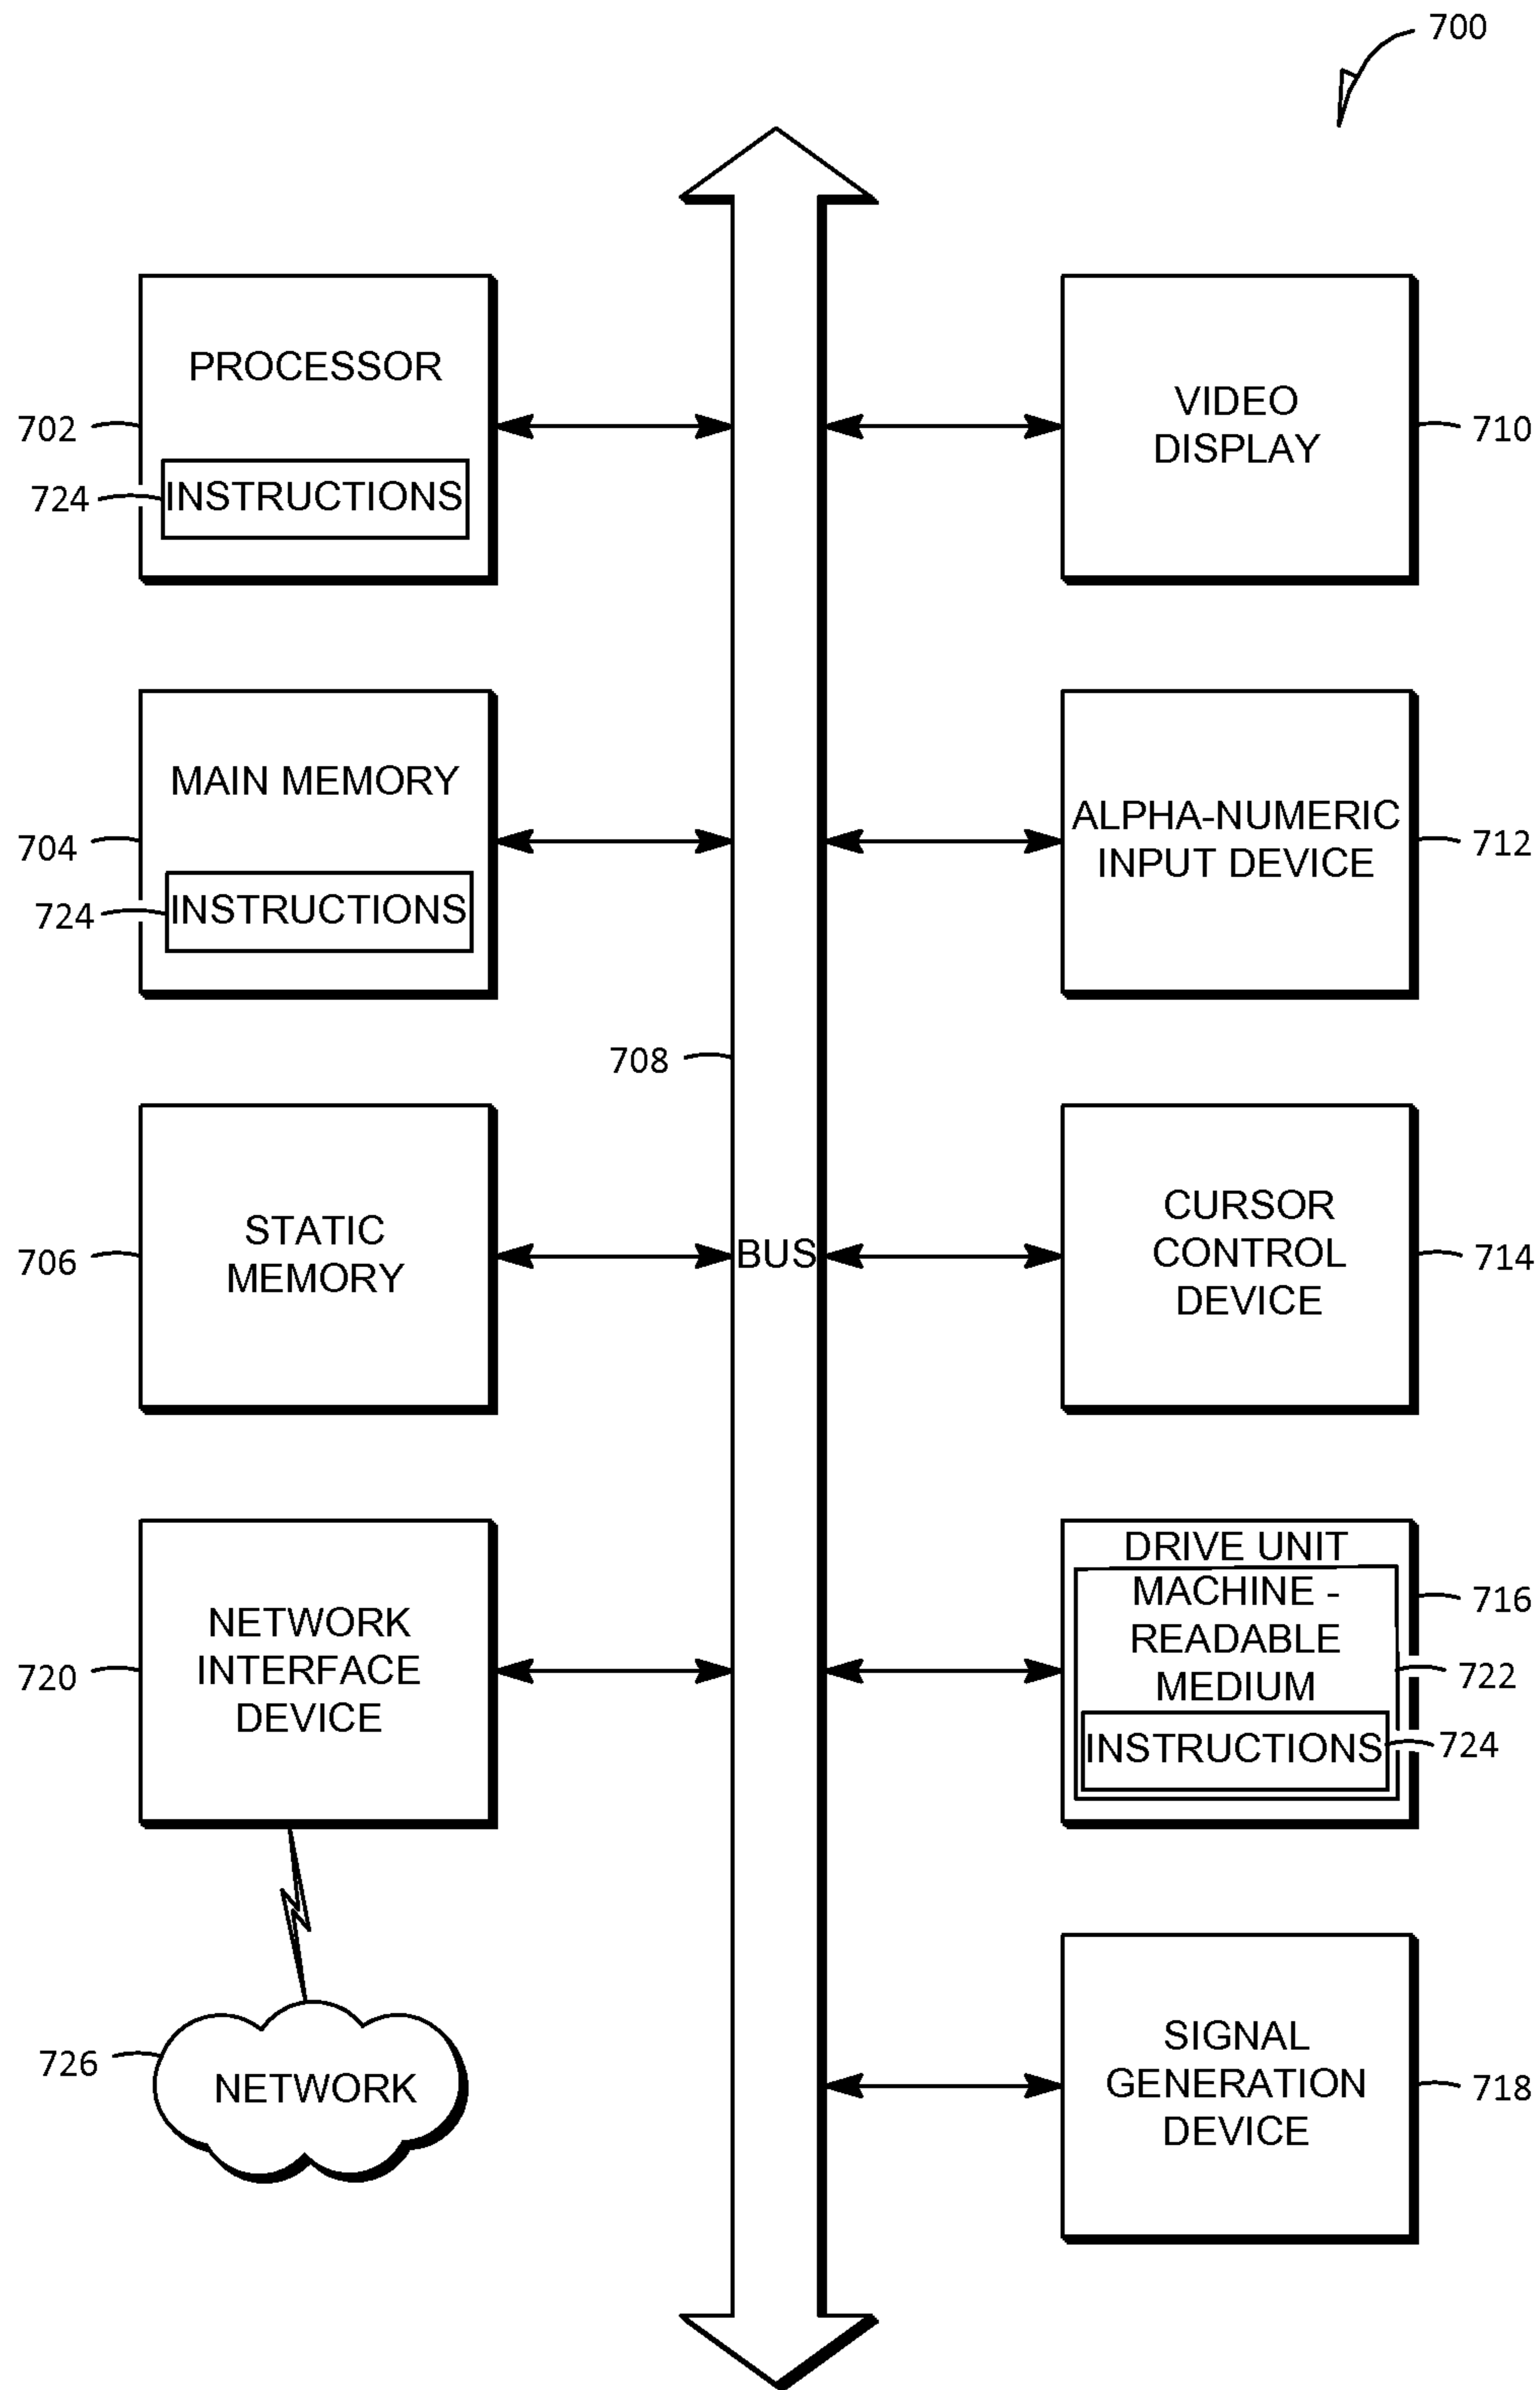 700
PROCESSOR
702
724
INSTRUCTIONS
VIDEO
DISPLAY
710
MAIN MEMORY
704
724
INSTRUCTIONS
ALPHA-NUMERIC
INPUT DEVICE
712
708
STATIC
MEMORY
706
BUS
CURSOR
CONTROL
DEVICE
714
NETWORK
INTERFACE
DEVICE
720
DRIVE UNIT
MACHINE -
READABLE
MEDIUM
716
722
INSTRUCTIONS
724
726
NETWORK
SIGNAL
GENERATION
DEVICE
718